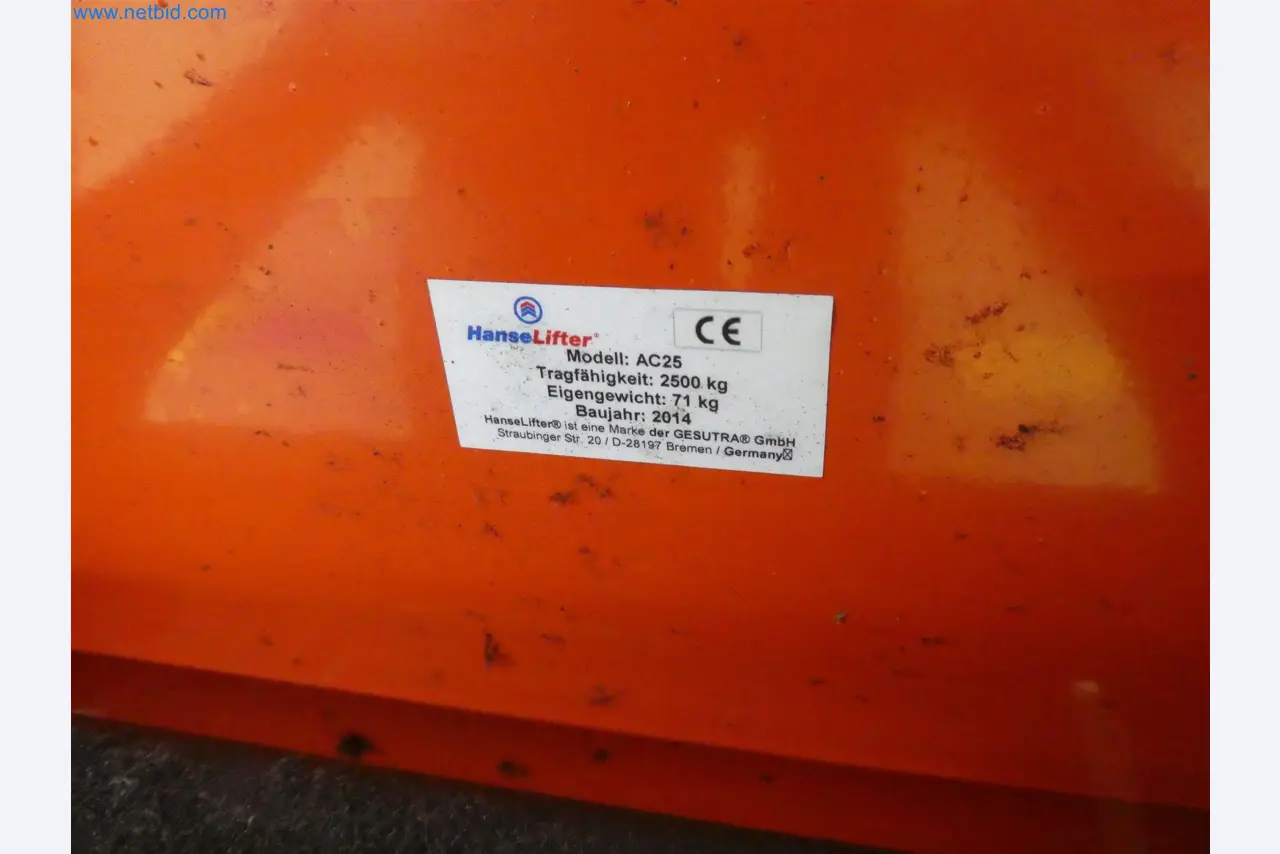 www.netbid.com
HanseLifter®
CE
Modell: AC25
Tragfähigkeit: 2500 kg
Eigengewicht: 71 kg
Baujahr: 2014
HanseLifter® ist eine Marke der GESUTRA® GmbH
Straubinger Str. 20 / D-28197 Bremen / Germany